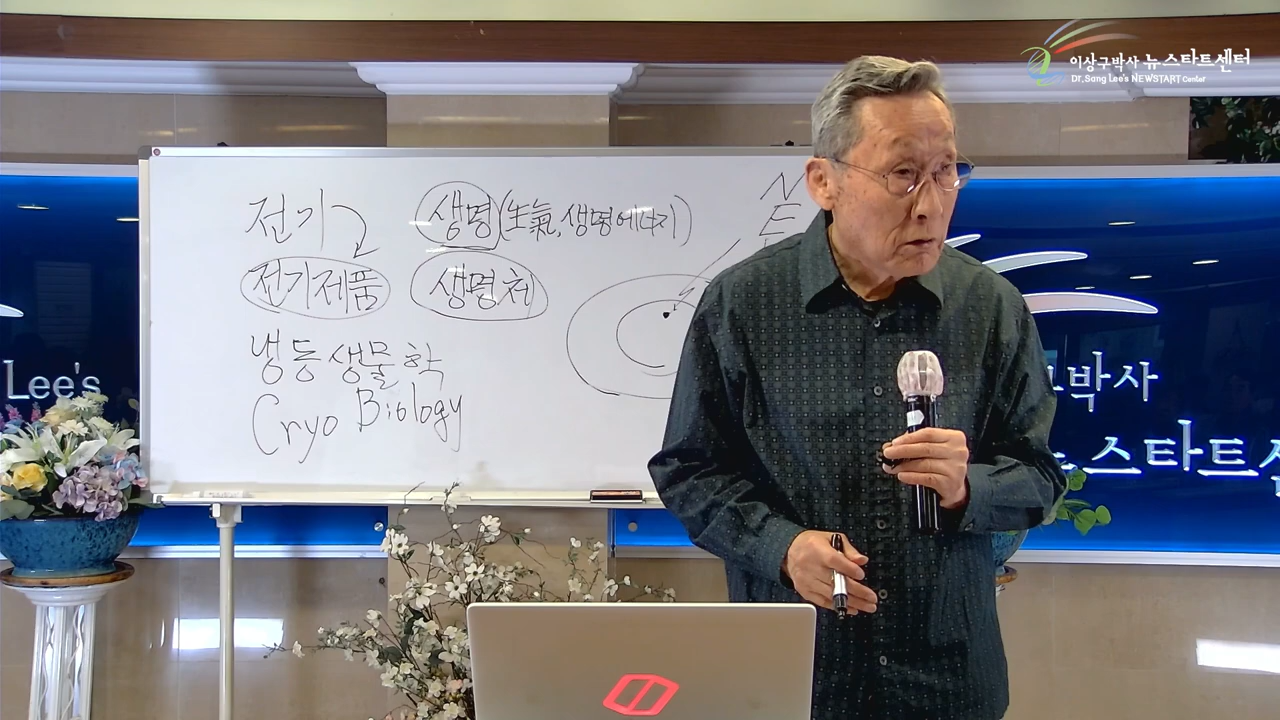 이상구박사 뉴스타트센터
Dr. Sang Lee's NEWSTART Center
전기
생명(生氣, 생명에너지)
N
E
전기제품
생명체
냉동생물학
Cryo Biology
Lee's
박사
스타트